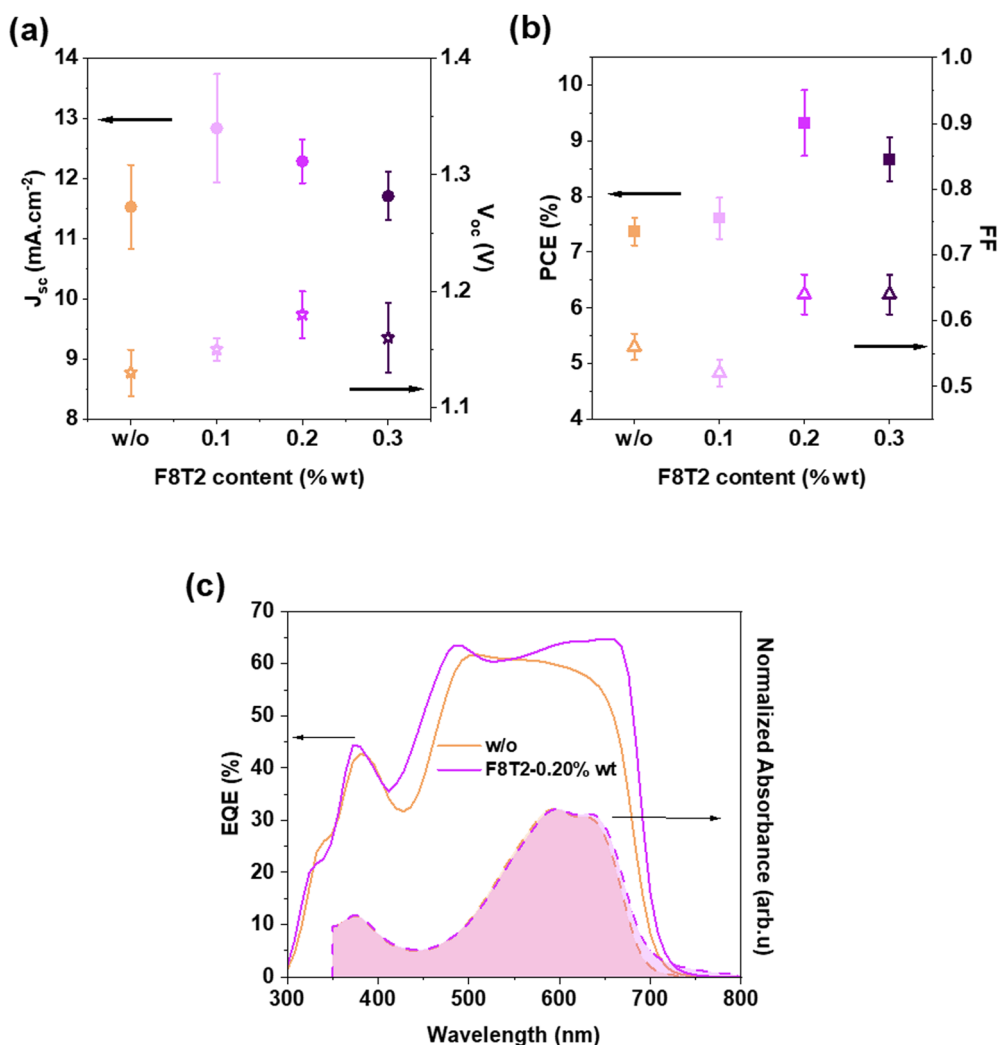 (a)
14
13
12
11
10
9
8
J_sc (mA.cm⁻²)
1.4
1.3
1.2
1.1
V_oc (V)
w/o 0.1 0.2 0.3
F8T2 content (% wt)
(b)
10
9
8
7
6
5
4
PCE (%)
1.0
0.9
0.8
0.7
0.6
0.5
FF
w/o 0.1 0.2 0.3
F8T2 content (% wt)
(c)
70
60
50
40
30
20
10
0
EQE (%)
w/o
F8T2-0.20% wt
Normalized Absorbance (arb.u)
300 400 500 600 700 800
Wavelength (nm)